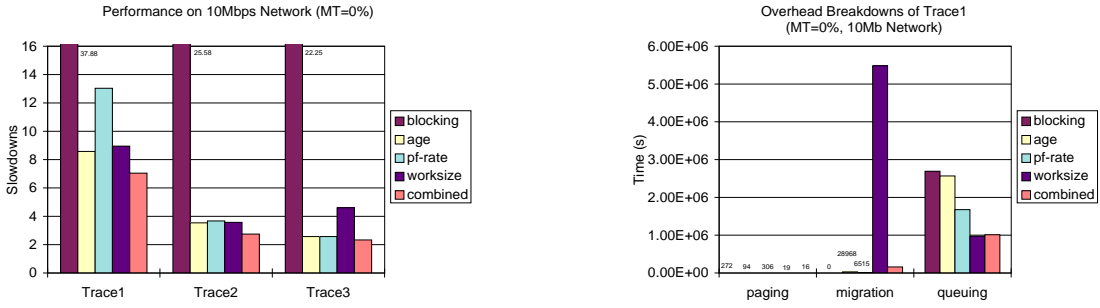 Performance on 10Mbps Network (MT=0%)
16
14
12
10
8
6
4
2
0
Slowdowns
37.88
25.58
22.25
Trace1
Trace2
Trace3
blocking
age
pf-rate
worksize
combined
Overhead Breakdowns of Trace1
(MT=0%, 10Mb Network)
6.00E+06
5.00E+06
4.00E+06
3.00E+06
2.00E+06
1.00E+06
0.00E+00
Time (s)
272
94
306
19
16
0
28968
6515
paging
migration
queuing
blocking
age
pf-rate
worksize
combined